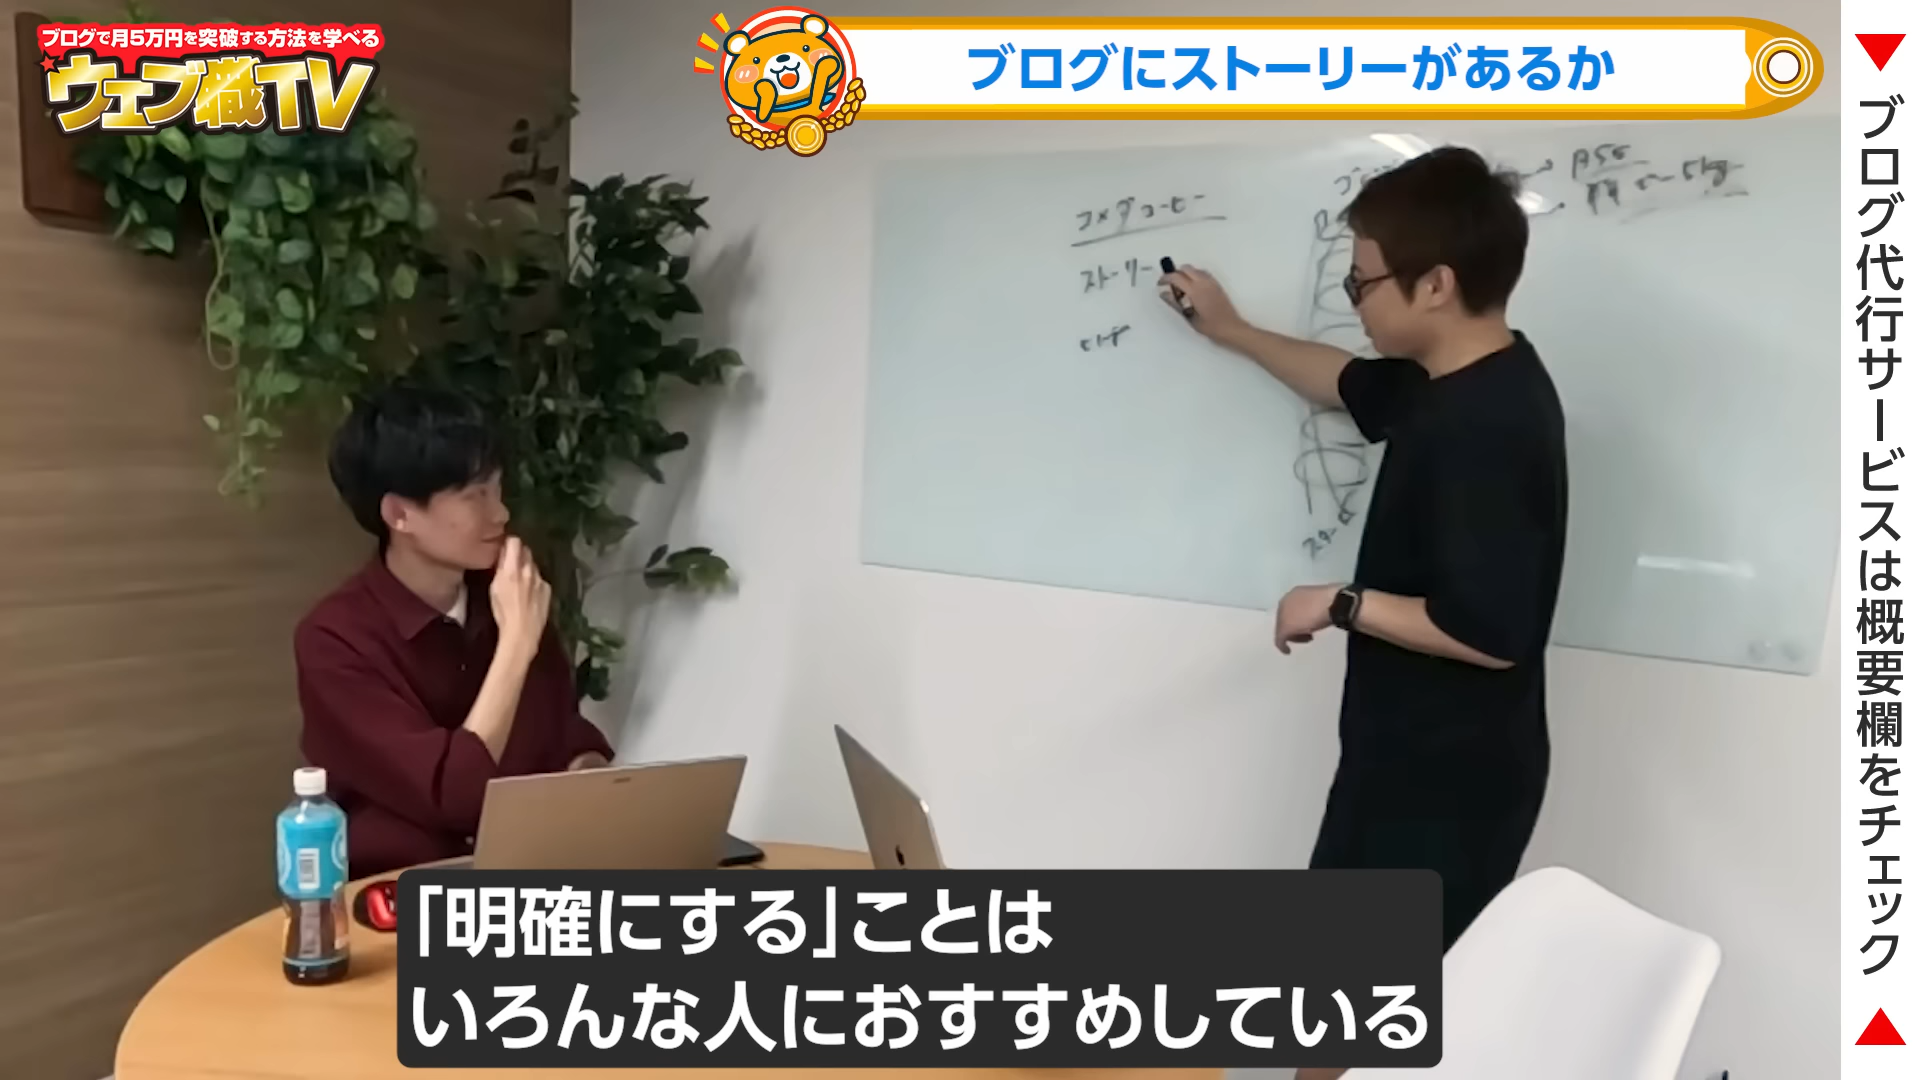 ブログで月5万円を突破する方法を学べる
ウェブ職TV
ブログにストーリーがあるか
コメダコーヒー
ストーリー
「明確にする」ことは
いろんな人におすすめしている
ブログ代行サービスは概要欄をチェック